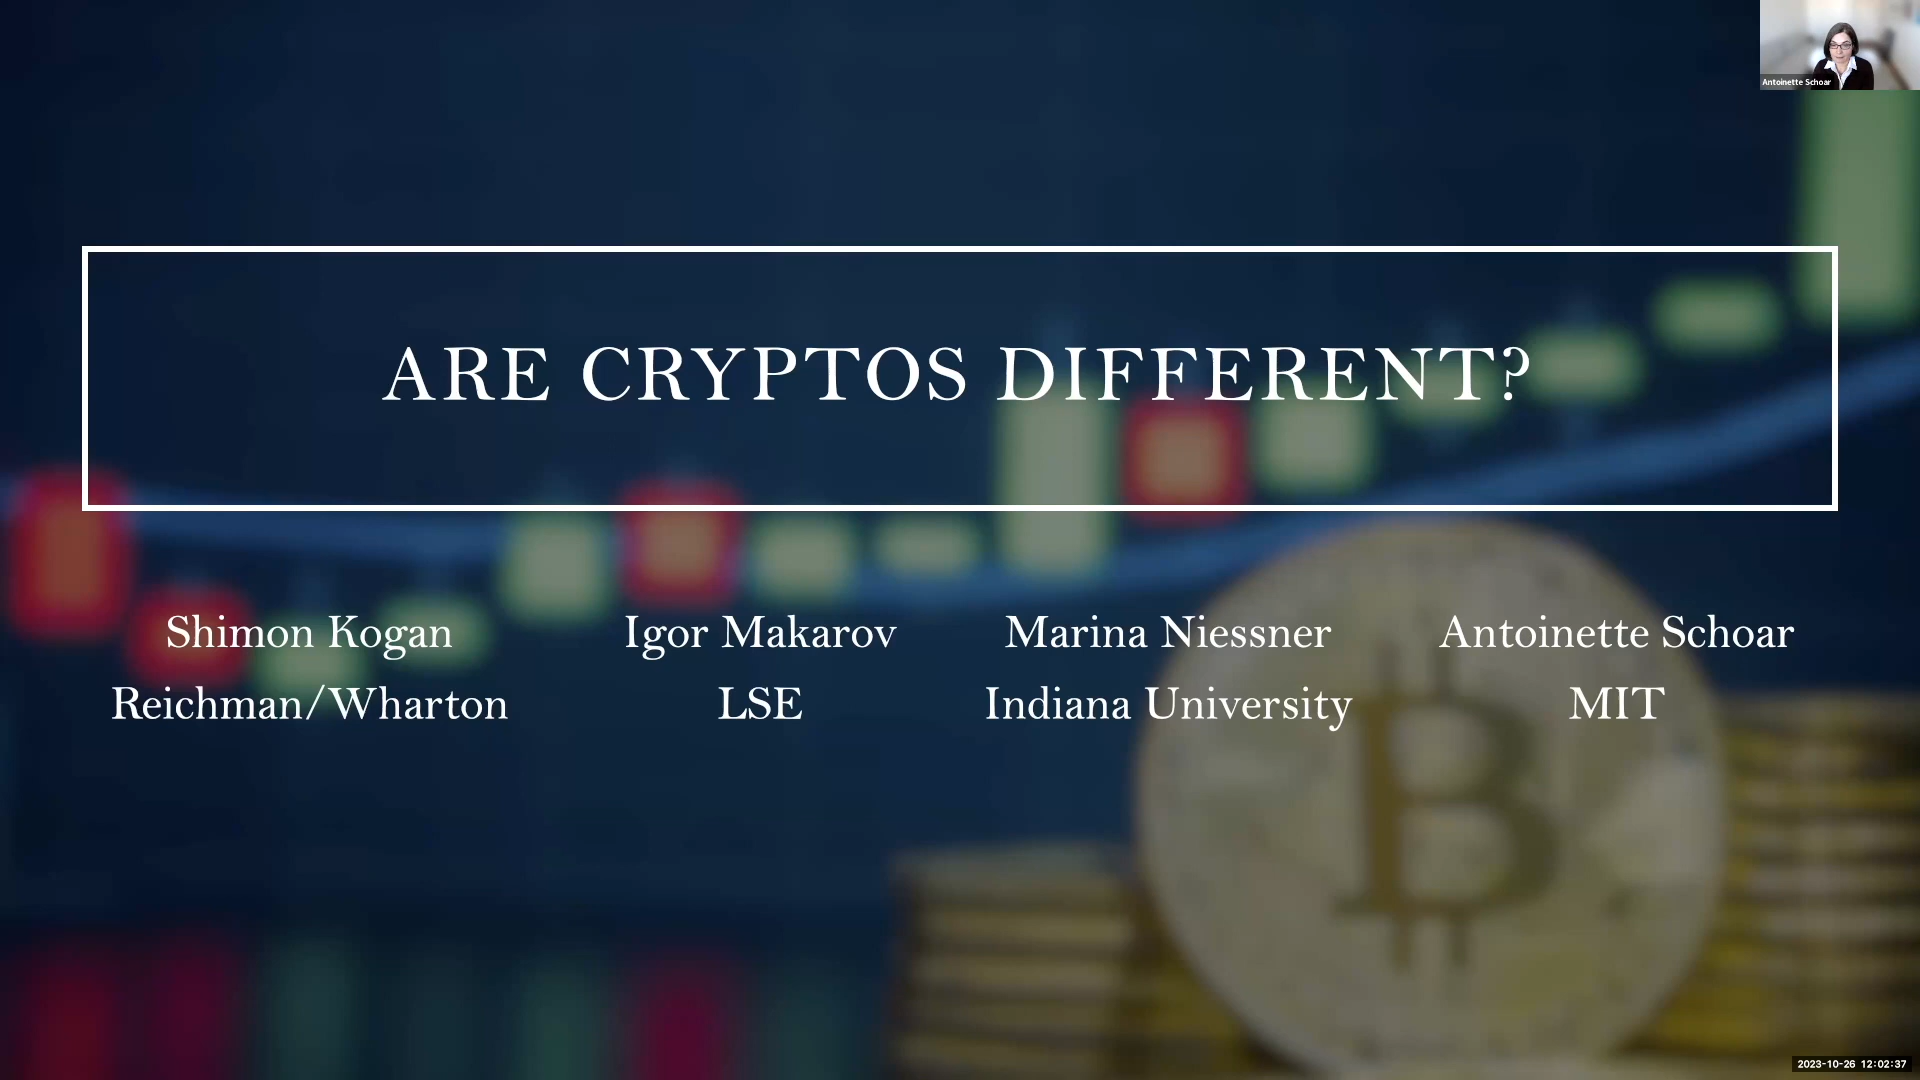 Antoinette Schoar
ARE CRYPTOS DIFFERENT?
Shimon Kogan
Reichman/Wharton
Igor Makarov
LSE
Marina Niessner
Indiana University
Antoinette Schoar
MIT
2023-10-26 12:02:37